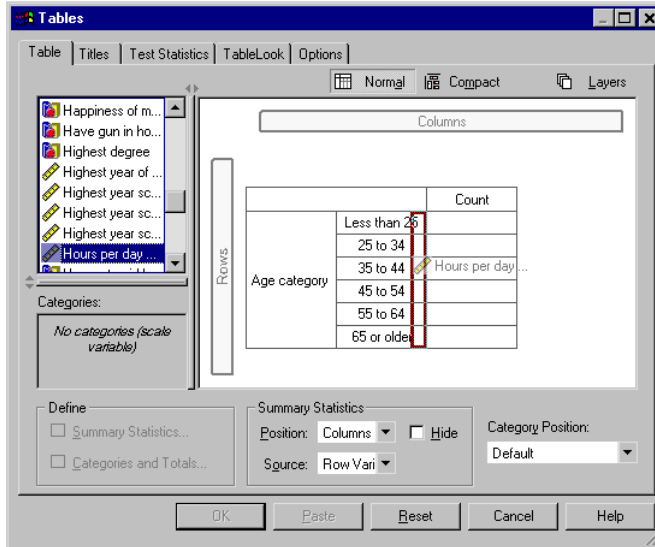 Tables
Table Titles Test Statistics TableLook Options
Normal Compact Layers
Happiness of m...
Have gun in ho...
Highest degree
Highest year of ...
Highest year sc...
Highest year sc...
Highest year sc...
Hours per day ...
Columns
Rows
Count
Age category
Less than 25
25 to 34
35 to 44
45 to 54
55 to 64
65 or older
Hours per day ...
Categories:
No categories (scale
variable)
Define
Summary Statistics...
Categories and Totals...
Summary Statistics
Position: Columns Hide
Source: Row Vari
Category Position:
Default
OK Paste Reset Cancel Help